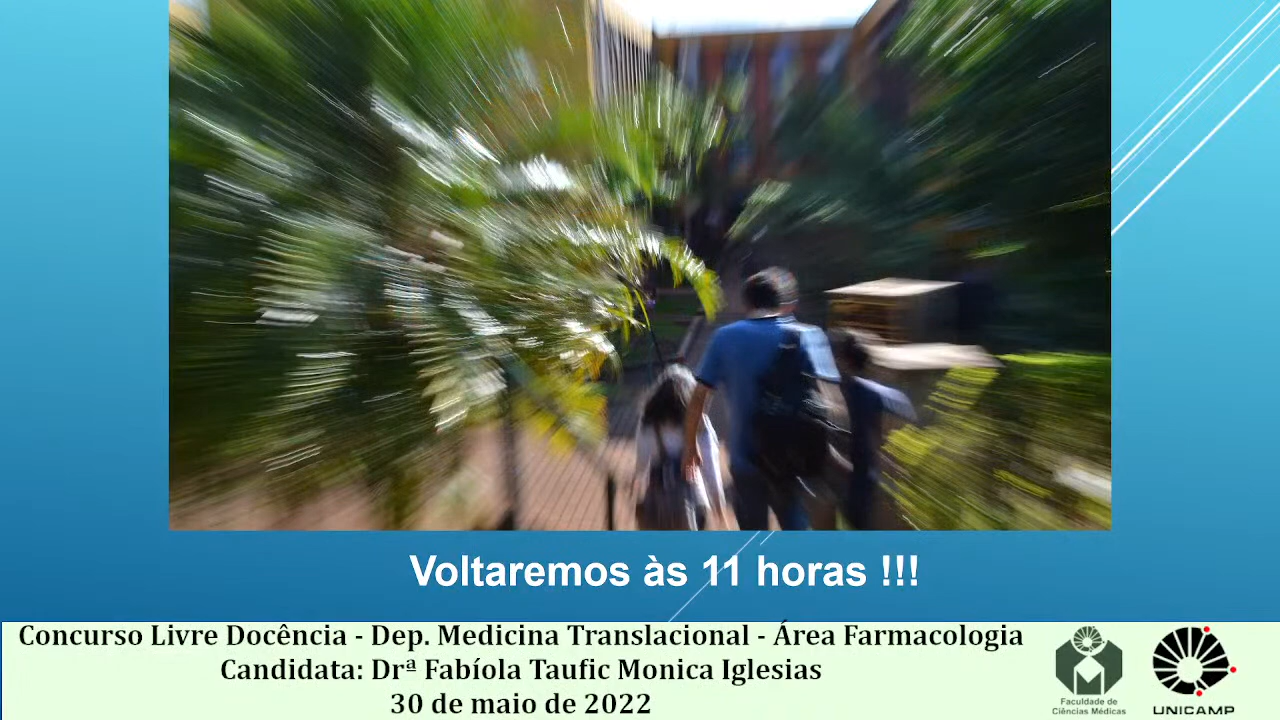 Voltaremos às 11 horas !!!
Concurso Livre Docência - Dep. Medicina Translacional - Área Farmacologia
Candidata: Drª Fabíola Taufic Monica Iglesias
30 de maio de 2022
Faculdade de
Ciências Médicas
UNICAMP